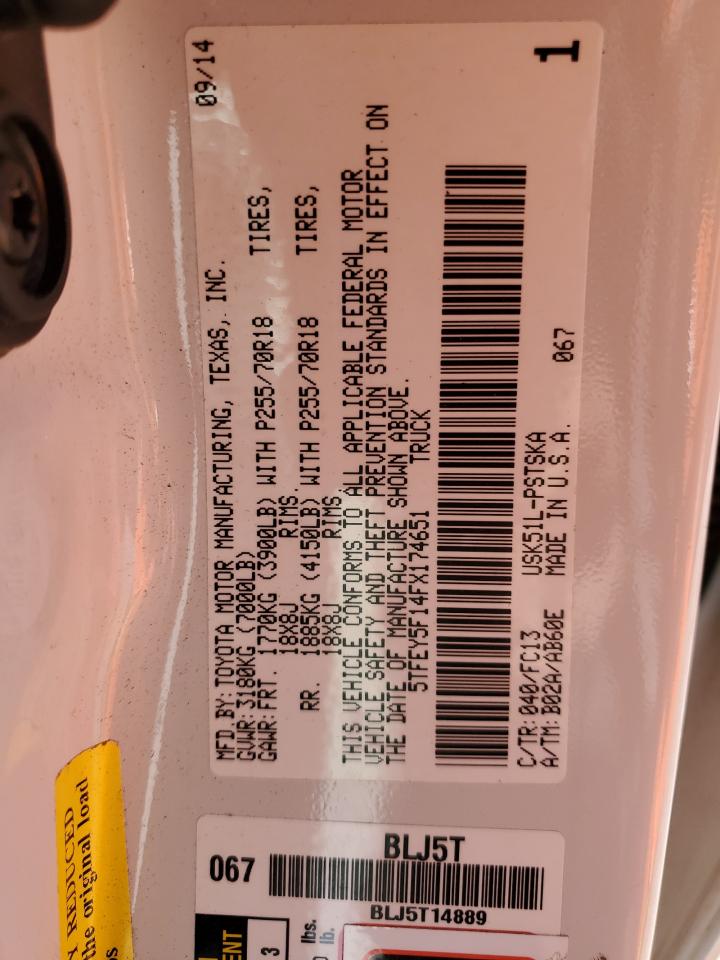 MFD BY: TOYOTA MOTOR MANUFACTURING, TEXAS, INC. 09/14
GVWR: 3180KG (7000LB)
GAWR: FRT. 1770KG (3900LB) WITH P255/70R18 TIRES,
18X8J RIMS.
RR. 1885KG (4150LB) WITH P255/70R18 TIRES,
18X8J RIMS.
THIS VEHICLE CONFORMS TO ALL APPLICABLE FEDERAL MOTOR
VEHICLE SAFETY AND THEFT PREVENTION STANDARDS IN EFFECT ON
THE DATE OF MANUFACTURE SHOWN ABOVE.
5TFEY5F14FX174651 TRUCK
1
C/TR: 040/FC13 USK51L-PSTSKA 067
A/TM: B02A/AB60E MADE IN U.S.A.
067
BLJ5T
BLJ5T14889
REDUCED
the original load
3
lbs.
lb.